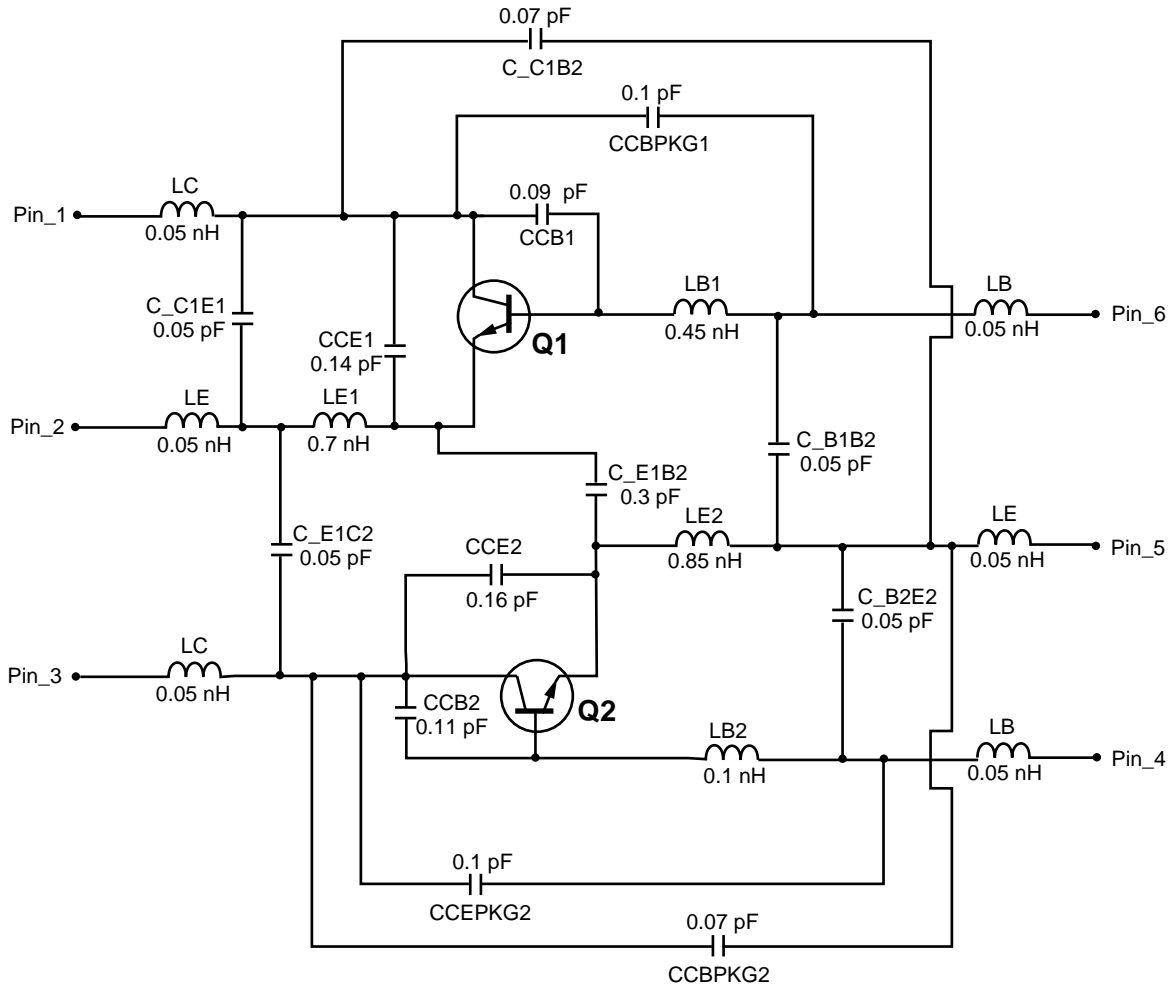 0.07 pF
C_C1B2
0.1 pF
CCBPKG1
LC
0.09 pF
Pin_1
0.05 nH
CCB1
C_C1E1
0.05 pF
LB1
LB
CCE1
0.14 pF
Q1
0.45 nH
0.05 nH
Pin_6
LE
LE1
Pin_2
0.05 nH
0.7 nH
C_B1B2
0.05 pF
C_E1B2
0.3 pF
C_E1C2
0.05 pF
LE2
LE
CCE2
0.85 nH
0.05 nH
Pin_5
0.16 pF
C_B2E2
0.05 pF
LC
Pin_3
0.05 nH
CCB2
0.11 pF
Q2
LB2
LB
0.1 nH
0.05 nH
Pin_4
0.1 pF
CCEPKG2
0.07 pF
CCBPKG2